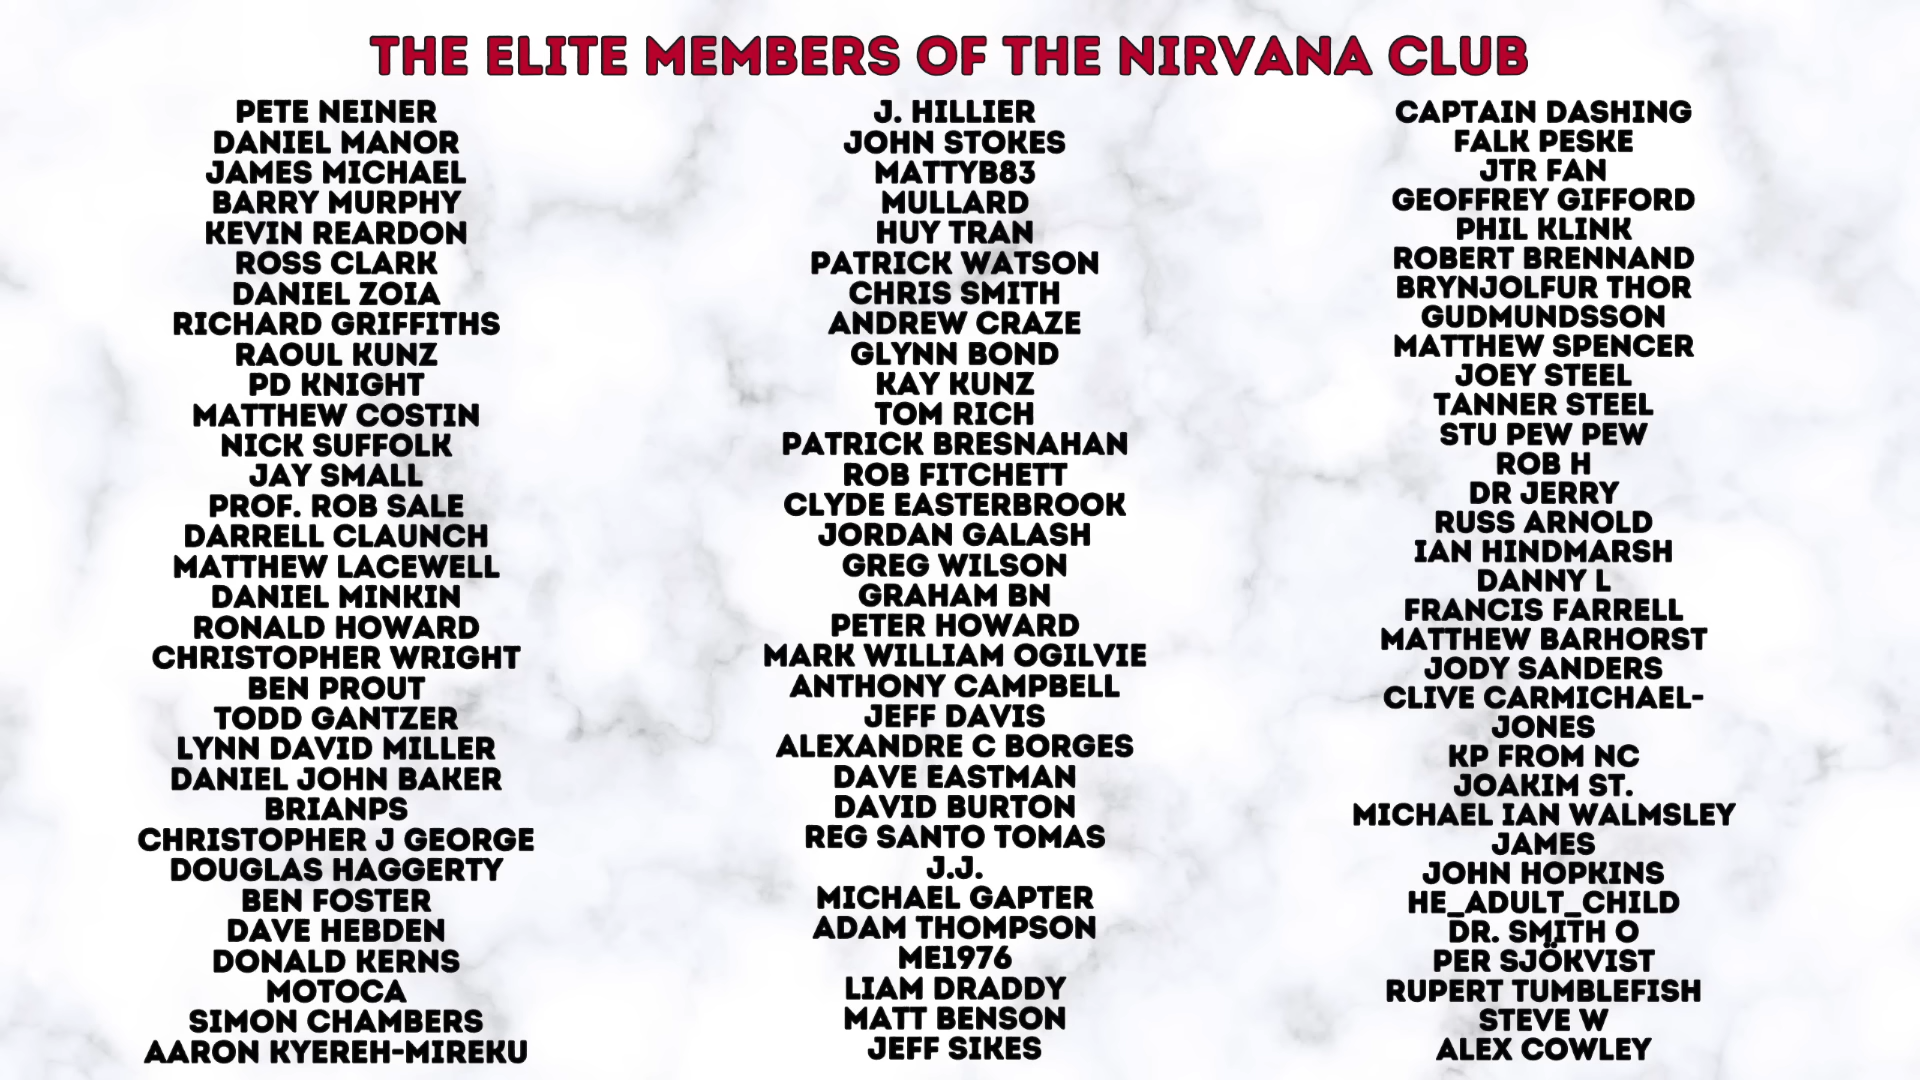 THE ELITE MEMBERS OF THE NIRVANA CLUB
PETE NEINER
DANIEL MANOR
JAMES MICHAEL
BARRY MURPHY
KEVIN REARDON
ROSS CLARK
DANIEL ZOIA
RICHARD GRIFFITHS
RAOUL KUNZ
PD KNIGHT
MATTHEW COSTIN
NICK SUFFOLK
JAY SMALL
PROF. ROB SALE
DARRELL CLAUNCH
MATTHEW LACEWELL
DANIEL MINKIN
RONALD HOWARD
CHRISTOPHER WRIGHT
BEN PROUT
TODD GANTZER
LYNN DAVID MILLER
DANIEL JOHN BAKER
BRIANPS
CHRISTOPHER J GEORGE
DOUGLAS HAGGERTY
BEN FOSTER
DAVE HEBDEN
DONALD KERNS
MOTOCA
SIMON CHAMBERS
AARON KYEREH-MIREKU
J. HILLIER
JOHN STOKES
MATTYB83
MULLARD
HUY TRAN
PATRICK WATSON
CHRIS SMITH
ANDREW CRAZE
GLYNN BOND
KAY KUNZ
TOM RICH
PATRICK BRESNAHAN
ROB FITCHETT
CLYDE EASTERBROOK
JORDAN GALASH
GREG WILSON
GRAHAM BN
PETER HOWARD
MARK WILLIAM OGILVIE
ANTHONY CAMPBELL
JEFF DAVIS
ALEXANDRE C BORGES
DAVE EASTMAN
DAVID BURTON
REG SANTO TOMAS
J.J.
MICHAEL GAPTER
ADAM THOMPSON
ME1976
LIAM DRADDY
MATT BENSON
JEFF SIKES
CAPTAIN DASHING
FALK PESKE
JTR FAN
GEOFFREY GIFFORD
PHIL KLINK
ROBERT BRENNAND
BRYNJOLFUR THOR
GUDMUNDSSON
MATTHEW SPENCER
JOEY STEEL
TANNER STEEL
STU PEW PEW
ROB H
DR JERRY
RUSS ARNOLD
IAN HINDMARSH
DANNY L
FRANCIS FARRELL
MATTHEW BARHORST
JODY SANDERS
CLIVE CARMICHAEL-
JONES
KP FROM NC
JOAKIM ST.
MICHAEL IAN WALMSLEY
JAMES
JOHN HOPKINS
HE_ADULT_CHILD
DR. SMITH O
PER SJÖKVIST
RUPERT TUMBLEFISH
STEVE W
ALEX COWLEY